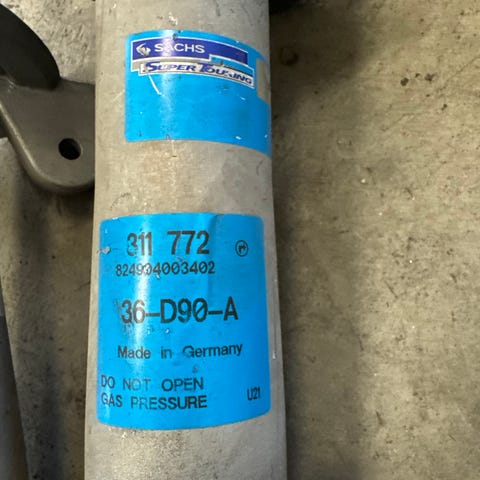 SACHS
SUPER TOURING
311 772
824904003402
36-D90-A
Made in Germany
DO NOT OPEN
GAS PRESSURE
U21